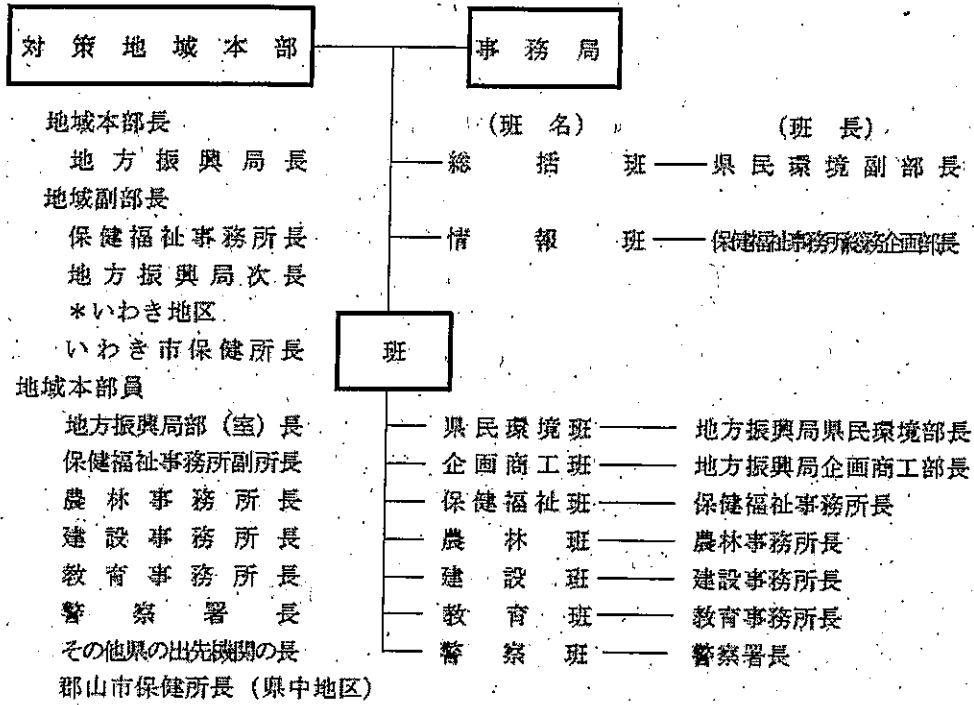 対策地域本部 事務局
地域本部長 (班名) (班長)
地方振興局長 総括班 県民環境副部長
地域副部長
保健福祉事務所長 情報班 保健福祉事務所総務企画部長
地方振興局次長
*いわき地区
いわき市保健所長 班
地域本部員
地方振興局部(室)長 県民環境班 地方振興局県民環境部長
保健福祉事務所副所長 企画商工班 地方振興局企画商工部長
農林事務所長 保健福祉班 保健福祉事務所長
建設事務所長 農林班 農林事務所長
教育事務所長 建設班 建設事務所長
警察署長 教育班 教育事務所長
その他県の出先機関の長 警察班 警察署長
郡山市保健所長(県中地区)